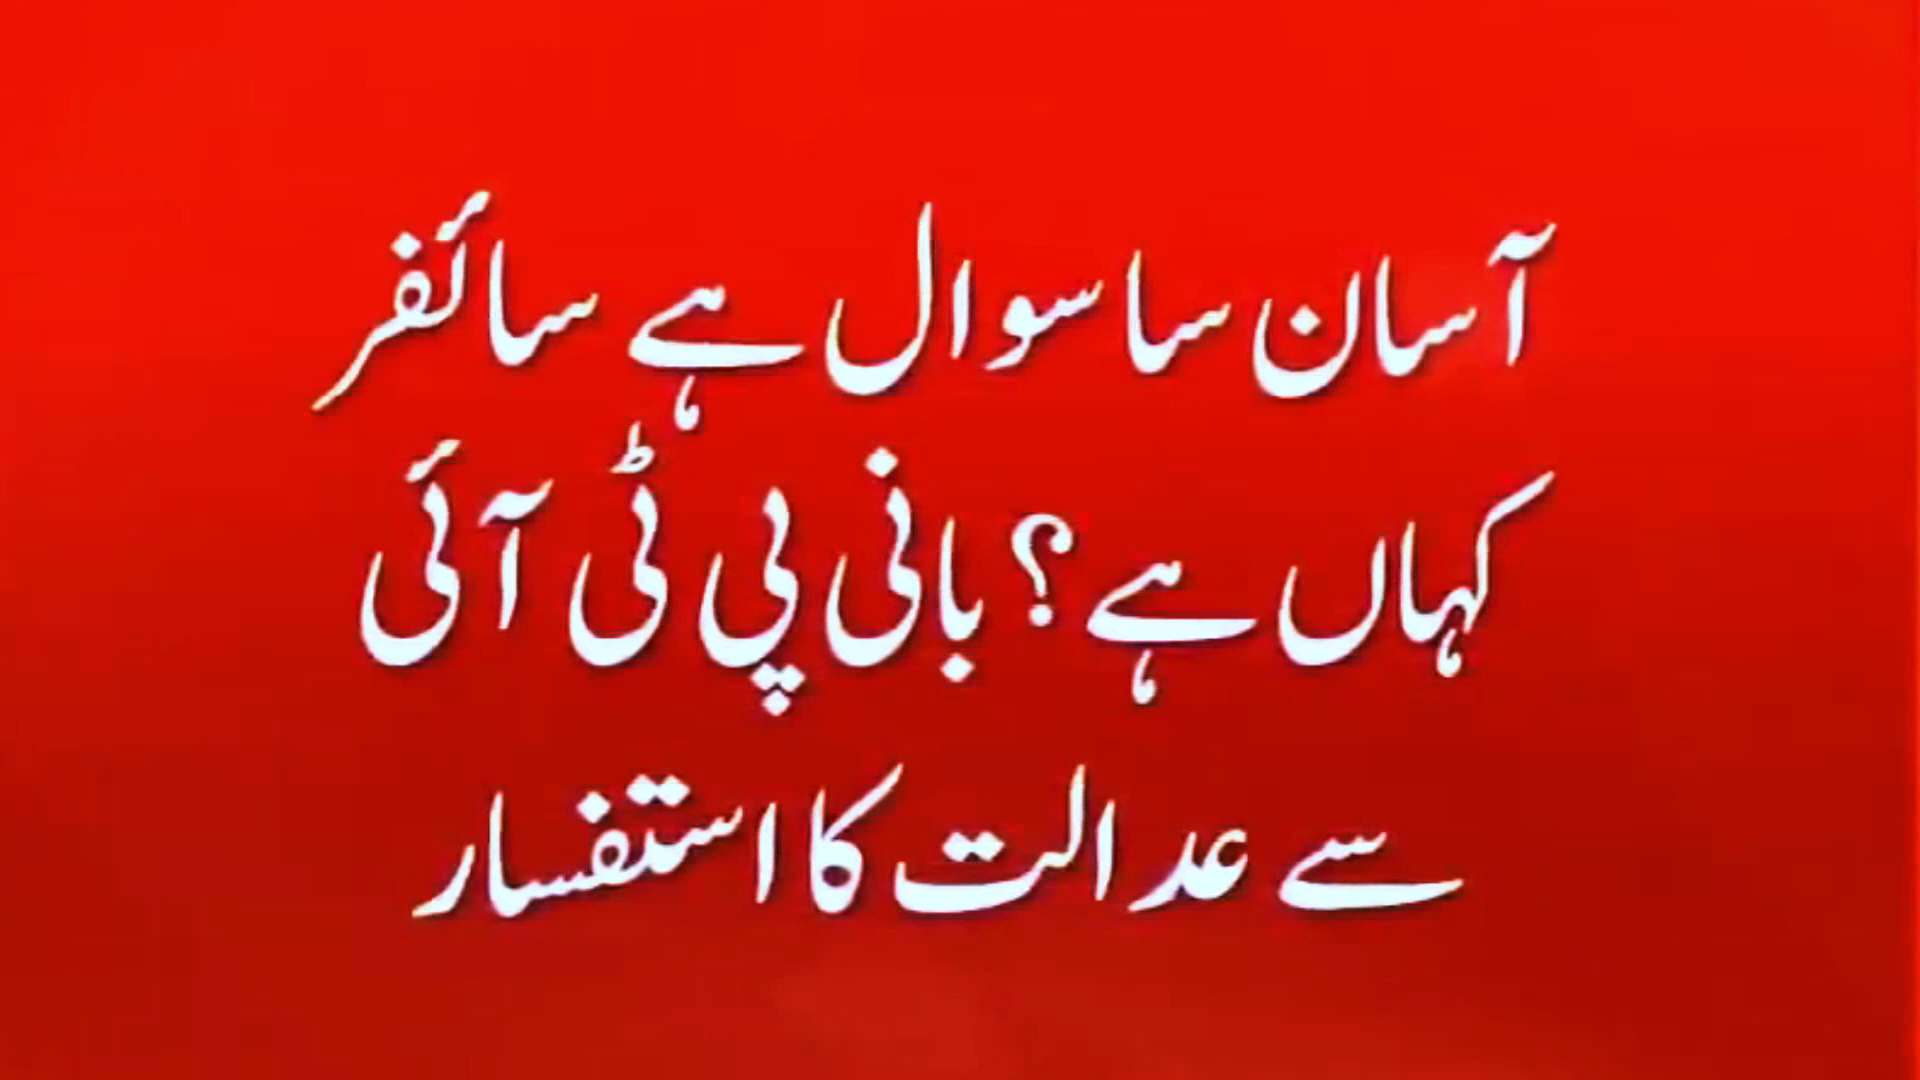 آسان سا سوال ہے سائفر
کہاں ہے؟ بانی پی ٹی آئی
سے عدالت کا استفسار